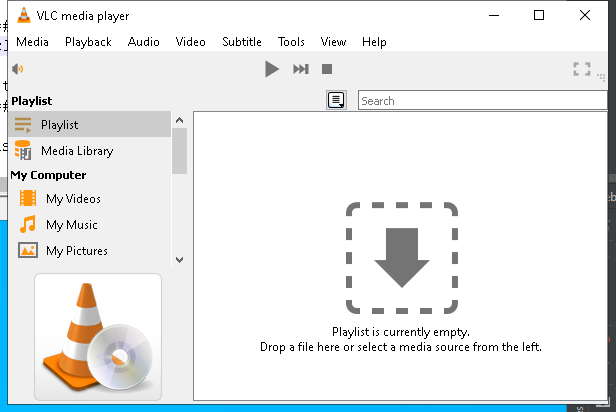 VLC media player
Media Playback Audio Video Subtitle Tools View Help
Playlist
Search
Playlist
Media Library
My Computer
My Videos
My Music
My Pictures
Playlist is currently empty.
Drop a file here or select a media source from the left.